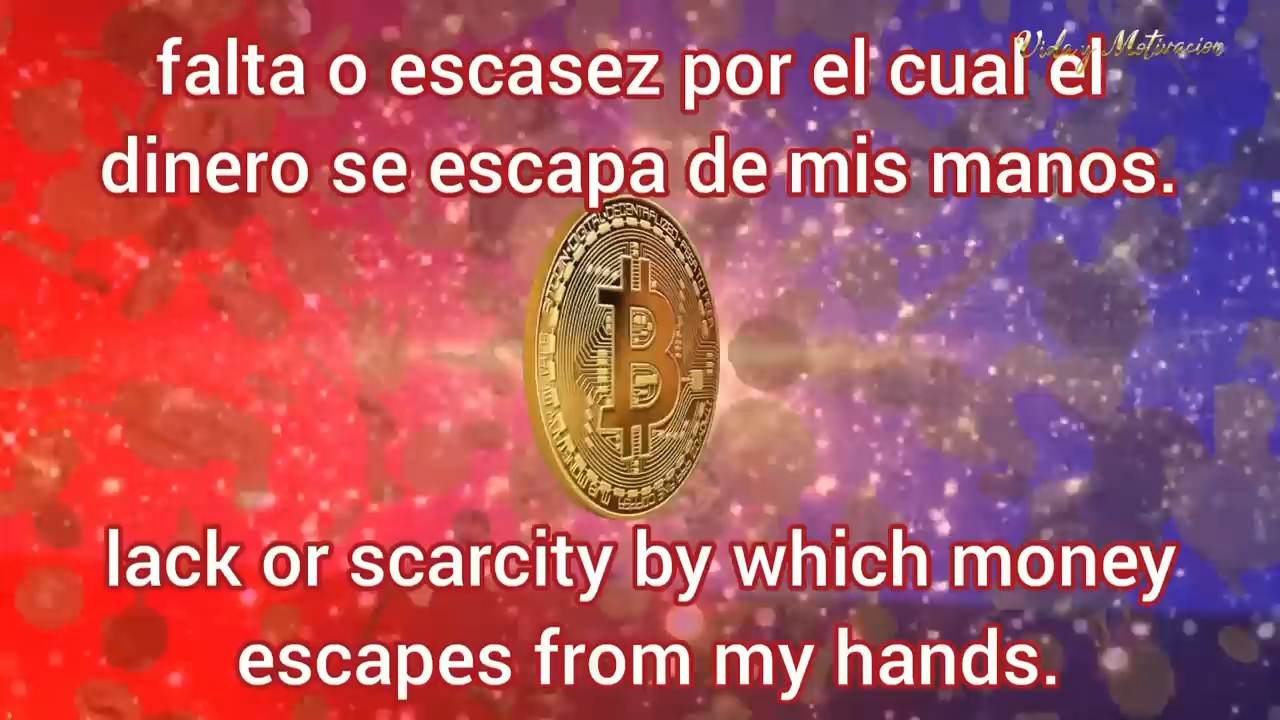 Vida y Motivacion
falta o escasez por el cual el
dinero se escapa de mis manos.
lack or scarcity by which money
escapes from my hands.